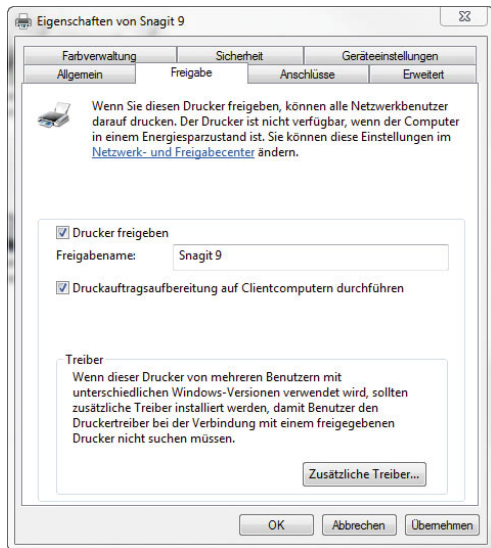 Eigenschaften von Snagit 9
Farbverwaltung Sicherheit Geräteeinstellungen
Allgemein Freigabe Anschlüsse Erweitert
Wenn Sie diesen Drucker freigeben, können alle Netzwerkbenutzer
darauf drucken. Der Drucker ist nicht verfügbar, wenn der Computer
in einem Energiesparzustand ist. Sie können diese Einstellungen im
Netzwerk- und Freigabecenter ändern.
Drucker freigeben
Freigabename: Snagit 9
Druckauftragsaufbereitung auf Clientcomputern durchführen
Treiber
Wenn dieser Drucker von mehreren Benutzern mit
unterschiedlichen Windows-Versionen verwendet wird, sollten
zusätzliche Treiber installiert werden, damit Benutzer den
Druckertreiber bei der Verbindung mit einem freigegebenen
Drucker nicht suchen müssen.
Zusätzliche Treiber...
OK Abbrechen Übernehmen